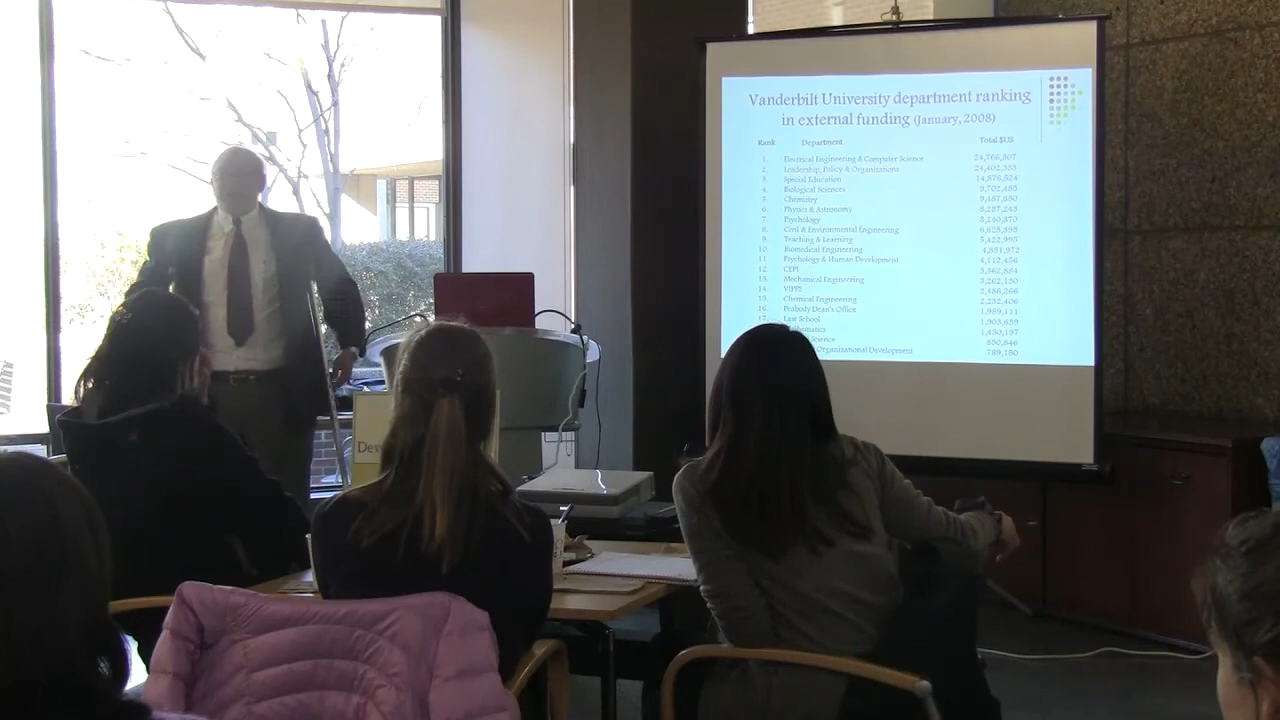 Vanderbilt University department ranking
in external funding (January, 2008)
Rank Department Total $US
1. Electrical Engineering & Computer Science 24,766,307
2. Leadership, Policy & Organizations 24,402,333
3. Special Education 14,876,524
4. Biological Sciences 9,702,485
5. Chemistry 9,487,850
6. Physics & Astronomy 8,287,243
7. Psychology 8,240,870
8. Civil & Environmental Engineering 6,625,395
9. Teaching & Learning 5,422,995
10. Biomedical Engineering 4,851,972
11. Psychology & Human Development 4,112,456
12. CEPI 3,362,884
13. Mechanical Engineering 3,262,150
14. VIPPS 2,486,266
15. Chemical Engineering 2,232,406
16. Peabody Dean's Office 1,989,111
17. Law School 1,903,639
1,450,197
Science 850,846
Organizational Development 789,150